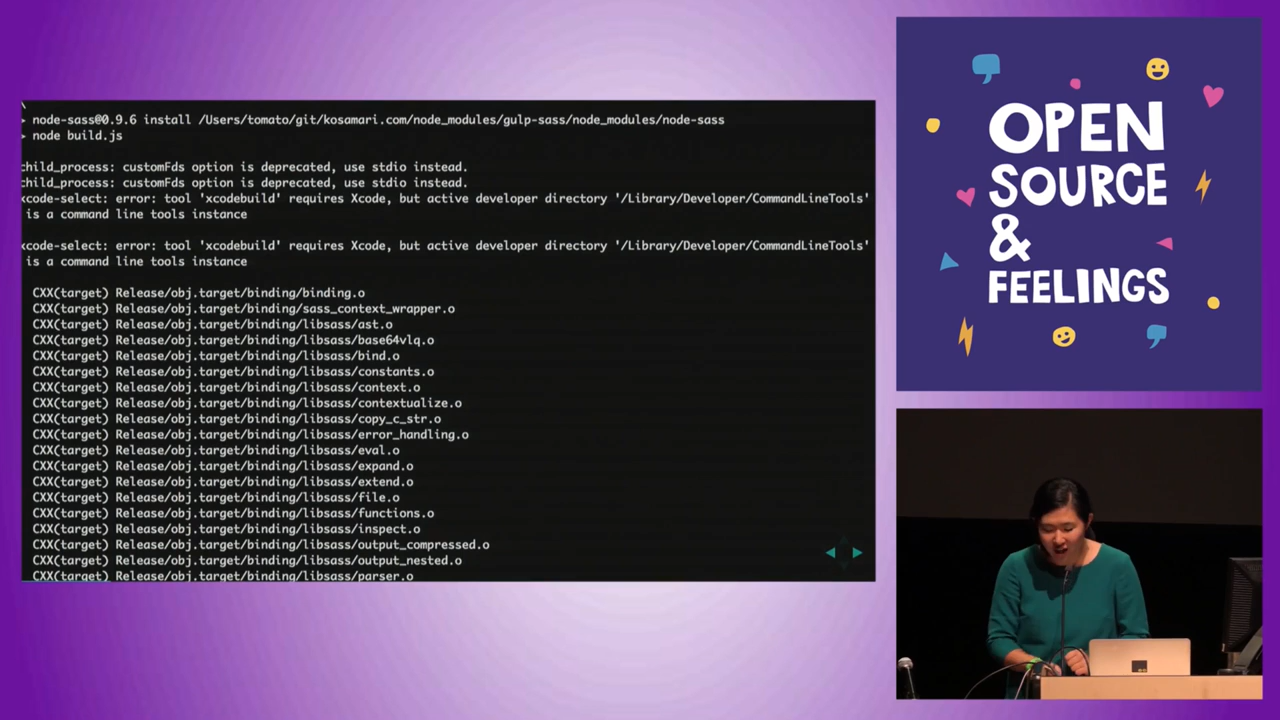 > node-sass@0.9.6 install /Users/tomato/git/kosamari.com/node_modules/gulp-sass/node_modules/node-sass
> node build.js
child_process: customFds option is deprecated, use stdio instead.
child_process: customFds option is deprecated, use stdio instead.
xcode-select: error: tool 'xcodebuild' requires Xcode, but active developer directory '/Library/Developer/CommandLineTools'
is a command line tools instance
xcode-select: error: tool 'xcodebuild' requires Xcode, but active developer directory '/Library/Developer/CommandLineTools'
is a command line tools instance
CXX(target) Release/obj.target/binding/binding.o
CXX(target) Release/obj.target/binding/sass_context_wrapper.o
CXX(target) Release/obj.target/binding/libsass/ast.o
CXX(target) Release/obj.target/binding/libsass/base64vlq.o
CXX(target) Release/obj.target/binding/libsass/bind.o
CXX(target) Release/obj.target/binding/libsass/constants.o
CXX(target) Release/obj.target/binding/libsass/context.o
CXX(target) Release/obj.target/binding/libsass/contextualize.o
CXX(target) Release/obj.target/binding/libsass/copy_c_str.o
CXX(target) Release/obj.target/binding/libsass/error_handling.o
CXX(target) Release/obj.target/binding/libsass/eval.o
CXX(target) Release/obj.target/binding/libsass/expand.o
CXX(target) Release/obj.target/binding/libsass/extend.o
CXX(target) Release/obj.target/binding/libsass/file.o
CXX(target) Release/obj.target/binding/libsass/functions.o
CXX(target) Release/obj.target/binding/libsass/inspect.o
CXX(target) Release/obj.target/binding/libsass/output_compressed.o
CXX(target) Release/obj.target/binding/libsass/output_nested.o
CXX(target) Release/obj.target/binding/libsass/parser.o
OPEN
SOURCE
&
FEELINGS